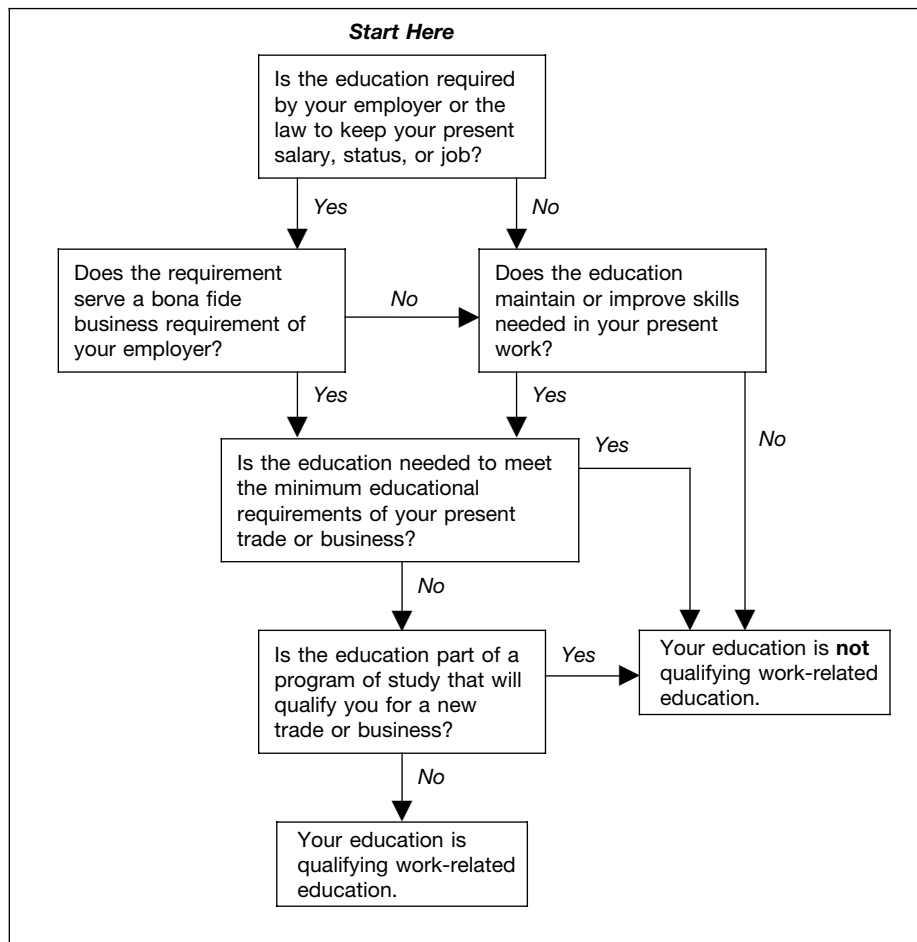 Start Here
Is the education required
by your employer or the
law to keep your present
salary, status, or job?
Yes
No
Does the requirement
serve a bona fide
business requirement of
your employer?
No
Does the education
maintain or improve skills
needed in your present
work?
Yes
Yes
No
Is the education needed to meet
the minimum educational
requirements of your present
trade or business?
Yes
No
Is the education part of a
program of study that will
qualify you for a new
trade or business?
Yes
Your education is not
qualifying work-related
education.
No
Your education is
qualifying work-related
education.